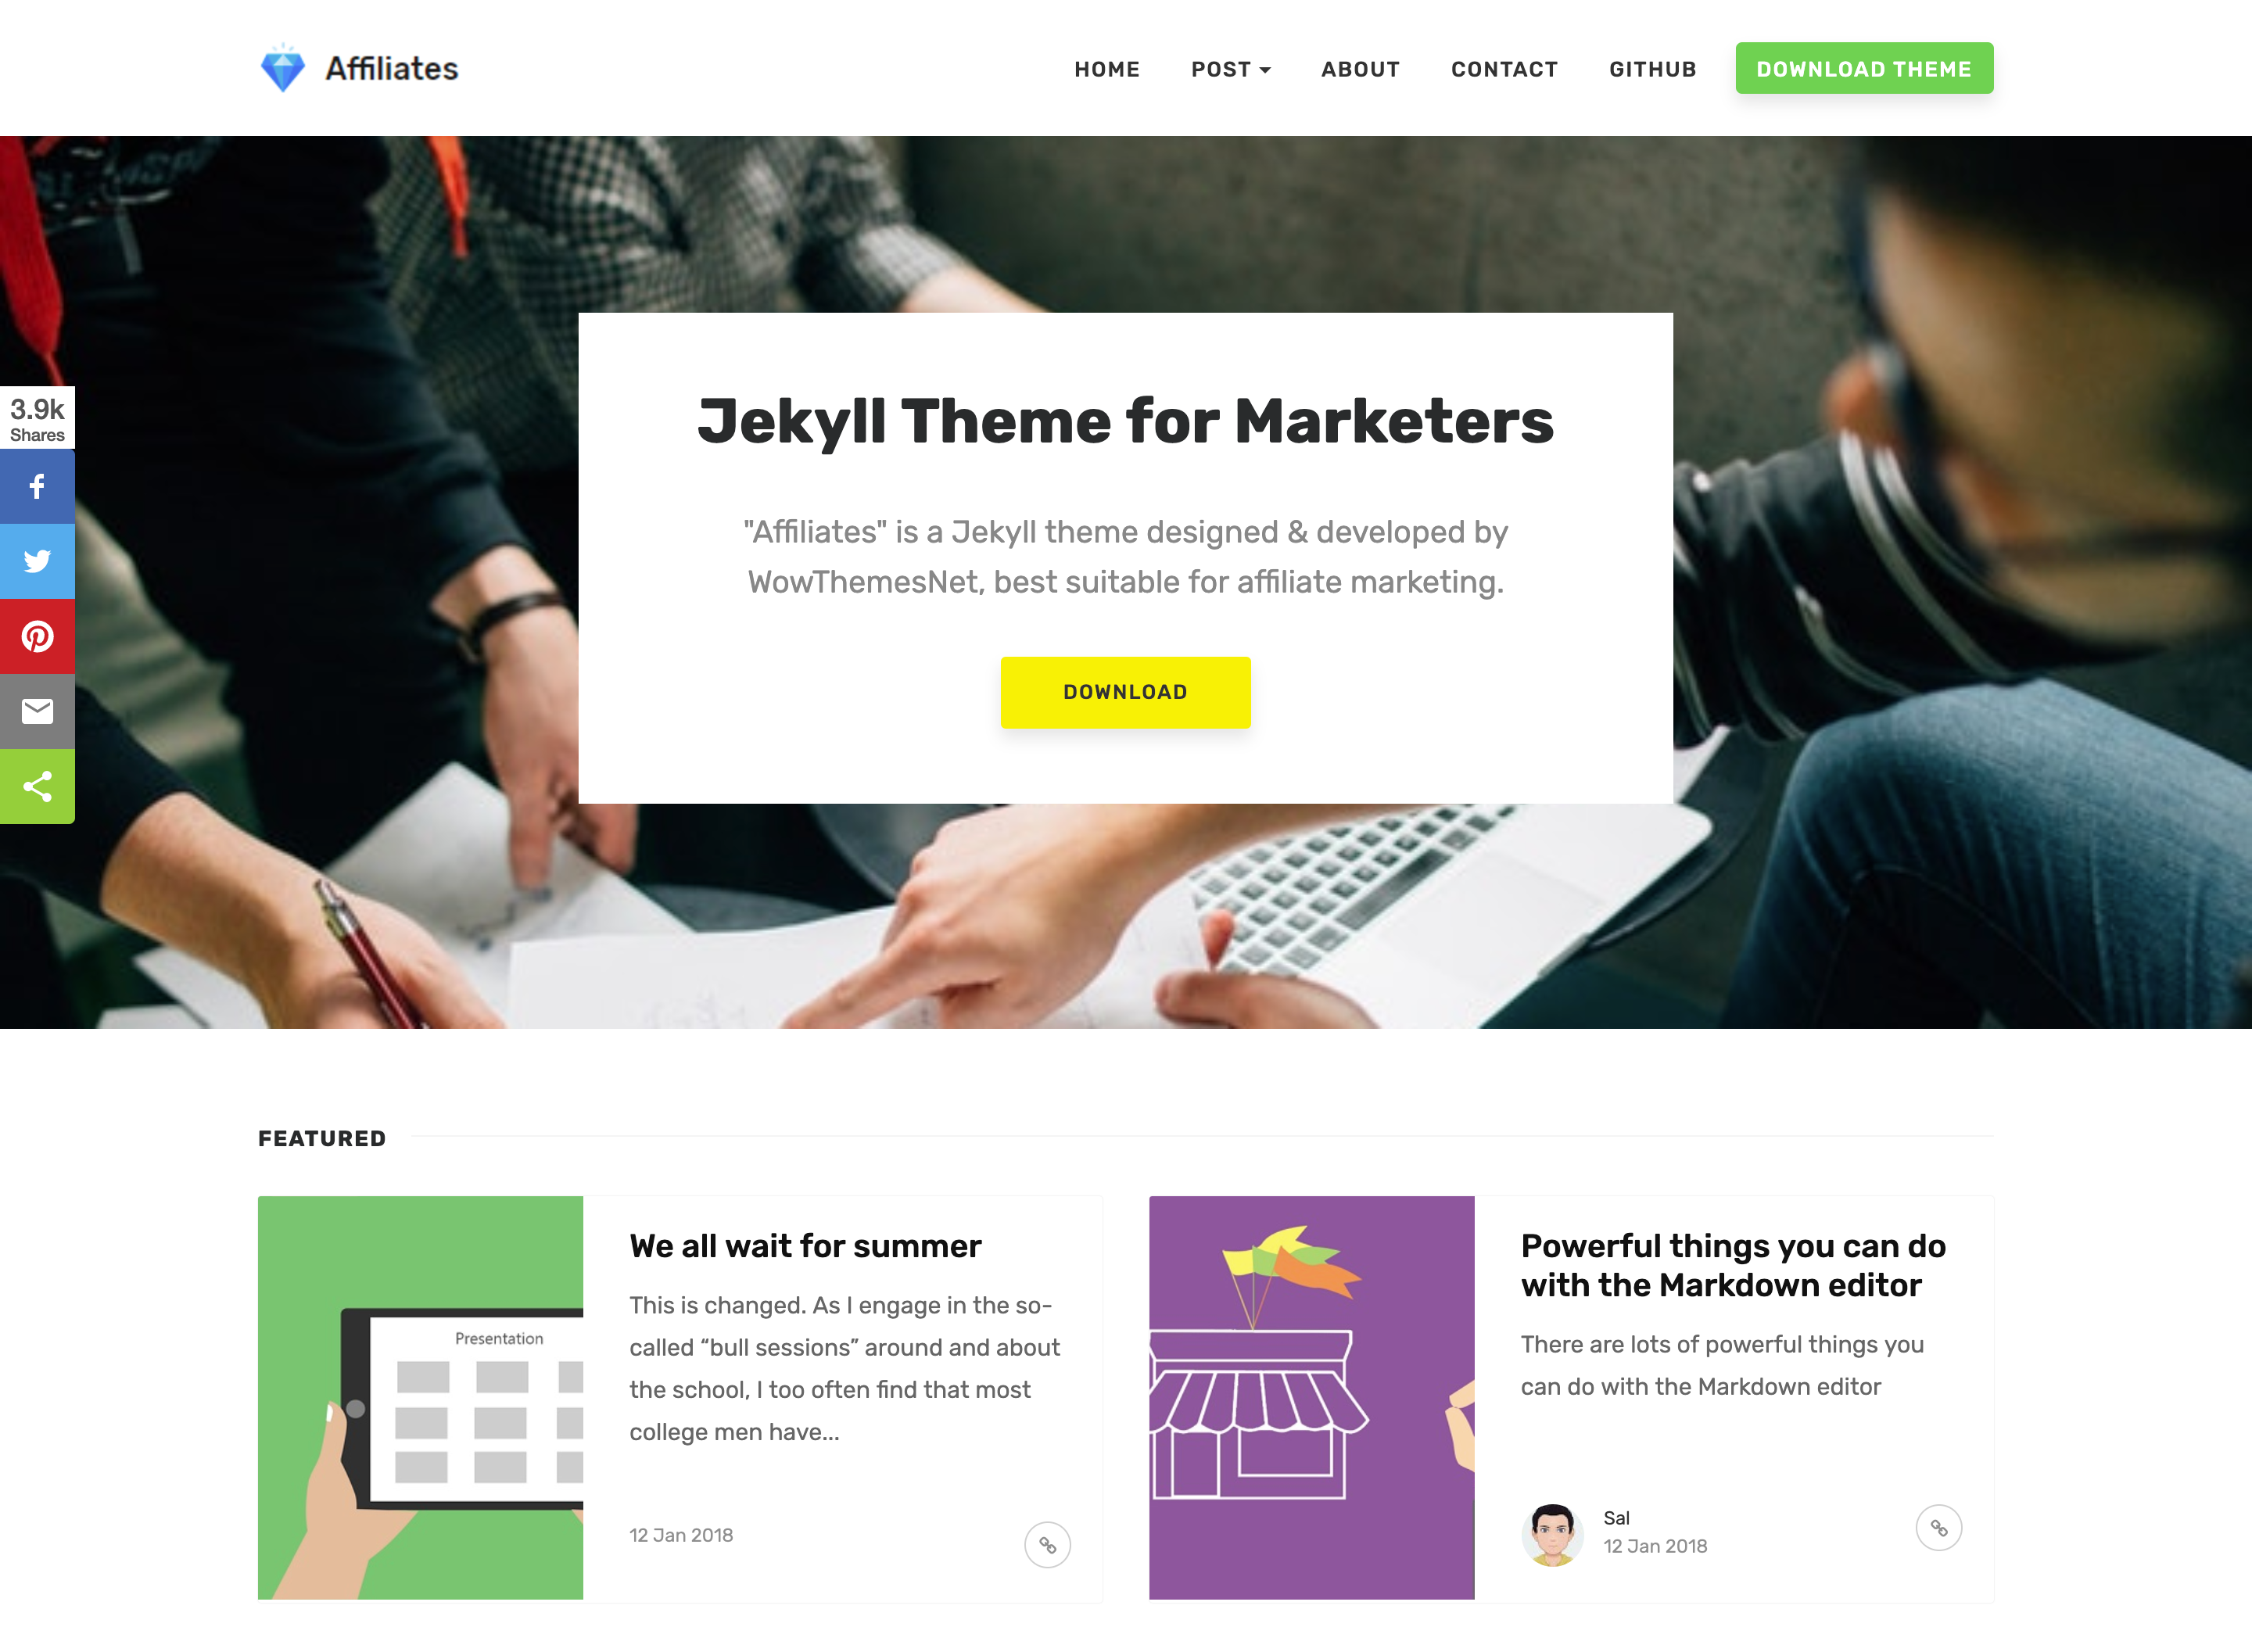 Affiliates
HOME
POST
ABOUT
CONTACT
GITHUB
DOWNLOAD THEME
3.9k
Shares
Jekyll Theme for Marketers
"Affiliates" is a Jekyll theme designed & developed by
WowThemesNet, best suitable for affiliate marketing.
DOWNLOAD
FEATURED
Presentation
We all wait for summer
This is changed. As I engage in the so-
called “bull sessions” around and about
the school, I too often find that most
college men have...
12 Jan 2018
Powerful things you can do
with the Markdown editor
There are lots of powerful things you
can do with the Markdown editor
Sal
12 Jan 2018